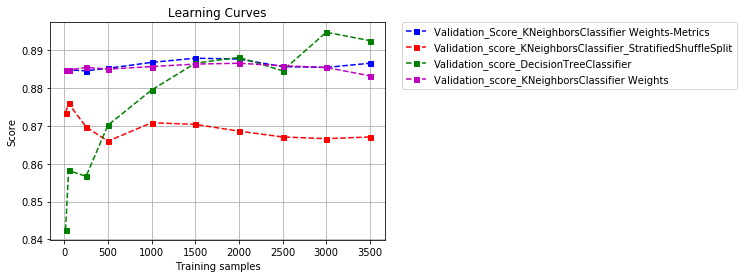 Learning Curves
Score
0.89
0.88
0.87
0.86
0.85
0.84
0 500 1000 1500 2000 2500 3000 3500
Training samples
Validation_Score_KNeighborsClassifier Weights-Metrics
Validation_score_KNeighborsClassifier_StratifiedShuffleSplit
Validation_score_DecisionTreeClassifier
Validation_score_KNeighborsClassifier Weights